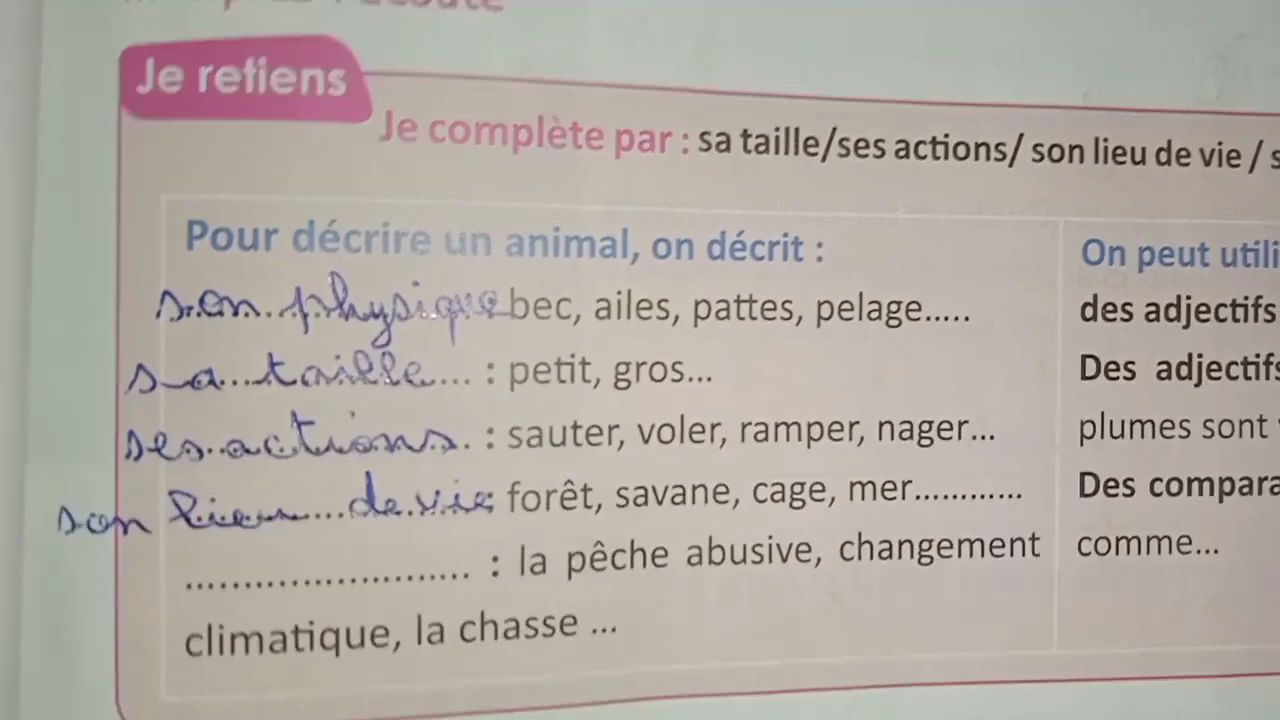 Je retiens
Je complète par : sa taille/ses actions/ son lieu de vie /
Pour décrire un animal, on décrit :
son physique bec, ailes, pattes, pelage.....
sa taille... : petit, gros...
ses actions. : sauter, voler, ramper, nager...
son lieu...de vie: forêt, savane, cage, mer............
........................... : la pêche abusive, changement
climatique, la chasse ...
On peut utili
des adjectifs
Des adjectifs
plumes sont
Des compara
comme...